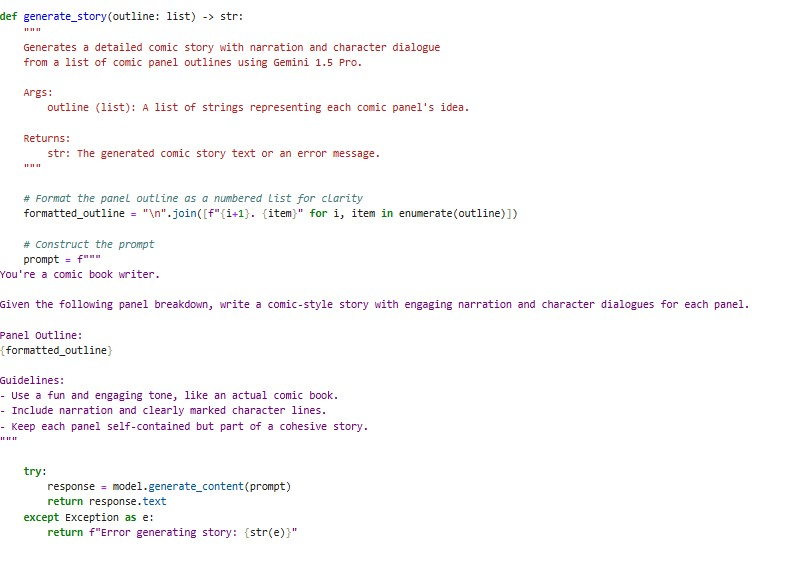 def generate_story(outline: list) -> str:
"""
Generates a detailed comic story with narration and character dialogue
from a list of comic panel outlines using Gemini 1.5 Pro.
Args:
outline (list): A list of strings representing each comic panel's idea.
Returns:
str: The generated comic story text or an error message.
"""
# Format the panel outline as a numbered list for clarity
formatted_outline = "\n".join([f"{i+1}. {item}" for i, item in enumerate(outline)])
# Construct the prompt
prompt = f"""
You're a comic book writer.
Given the following panel breakdown, write a comic-style story with engaging narration and character dialogues for each panel.
Panel Outline:
{formatted_outline}
Guidelines:
- Use a fun and engaging tone, like an actual comic book.
- Include narration and clearly marked character lines.
- Keep each panel self-contained but part of a cohesive story.
"""
try:
response = model.generate_content(prompt)
return response.text
except Exception as e:
return f"Error generating story: {str(e)}"